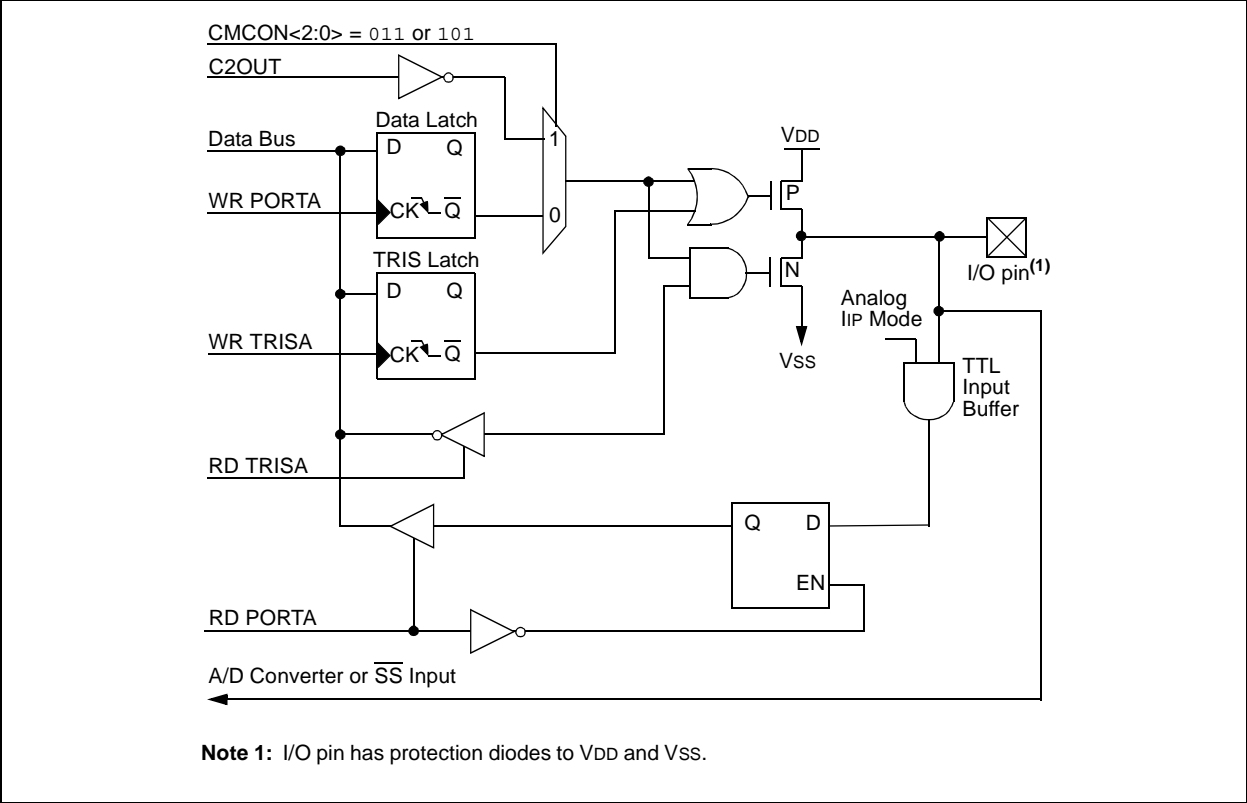 CMCON<2:0> = 011 or 101
C2OUT
Data Latch
Data Bus
D Q
1
VDD
WR PORTA
CK Q̅
0
P
TRIS Latch
D Q
N
I/O pin(1)
Analog
IIP Mode
WR TRISA
CK Q̅
VSS
TTL
Input
Buffer
RD TRISA
Q D
EN
RD PORTA
A/D Converter or S̅S̅ Input
Note 1: I/O pin has protection diodes to VDD and VSS.